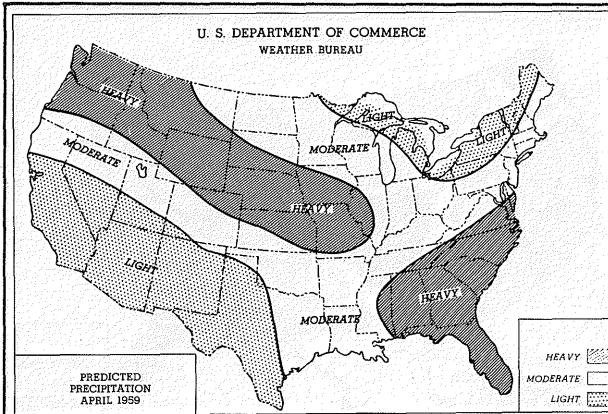 U. S. DEPARTMENT OF COMMERCE
WEATHER BUREAU
HEAVY
LIGHT
LIGHT
MODERATE
MODERATE
HEAVY
LIGHT
HEAVY
MODERATE
PREDICTED
PRECIPITATION
APRIL 1959
HEAVY
MODERATE
LIGHT